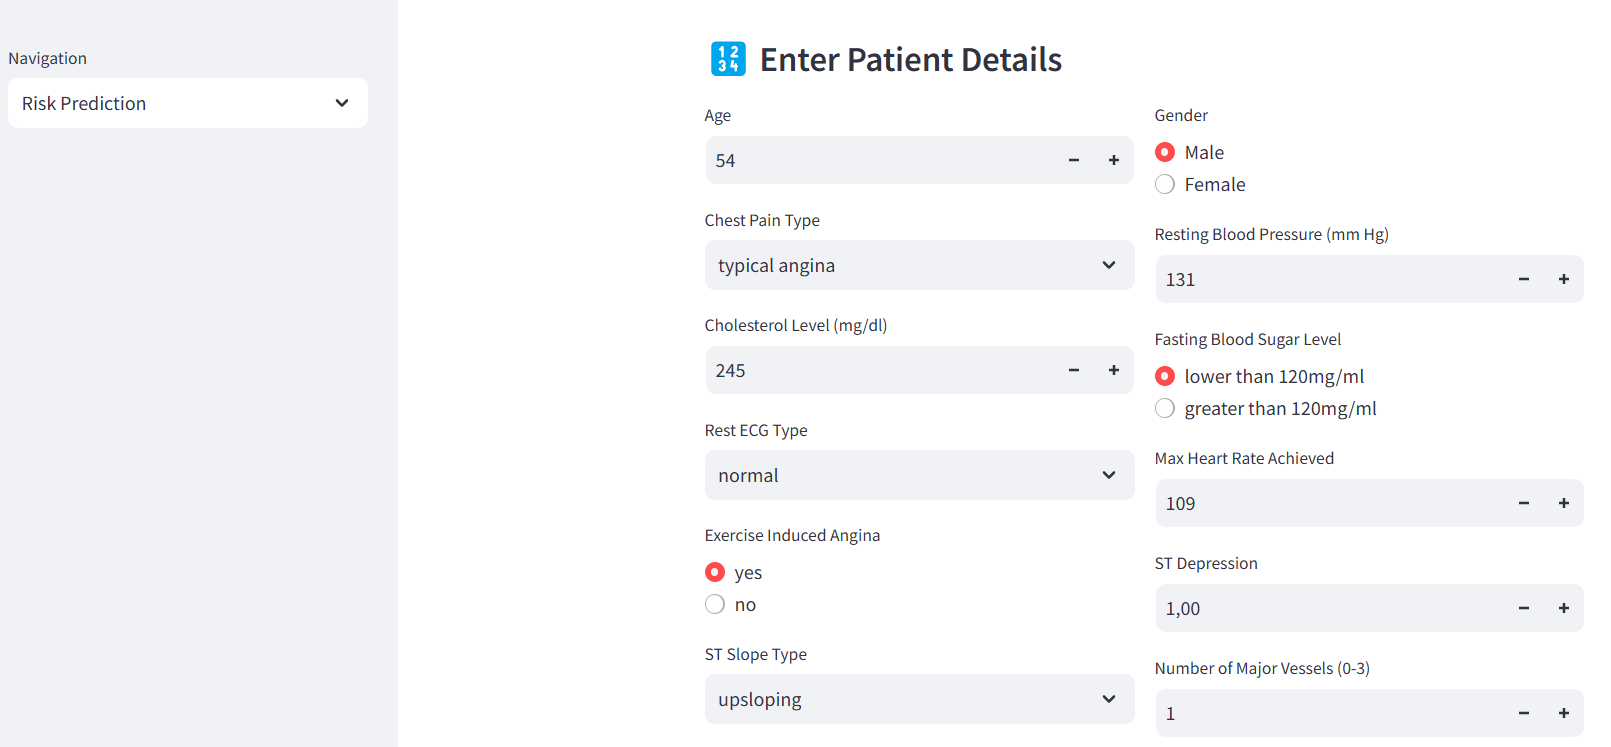 Navigation
Risk Prediction
🔢 Enter Patient Details
Age
54
Chest Pain Type
typical angina
Cholesterol Level (mg/dl)
245
Rest ECG Type
normal
Exercise Induced Angina
yes
no
ST Slope Type
upsloping
Gender
Male
Female
Resting Blood Pressure (mm Hg)
131
Fasting Blood Sugar Level
lower than 120mg/ml
greater than 120mg/ml
Max Heart Rate Achieved
109
ST Depression
1,00
Number of Major Vessels (0-3)
1